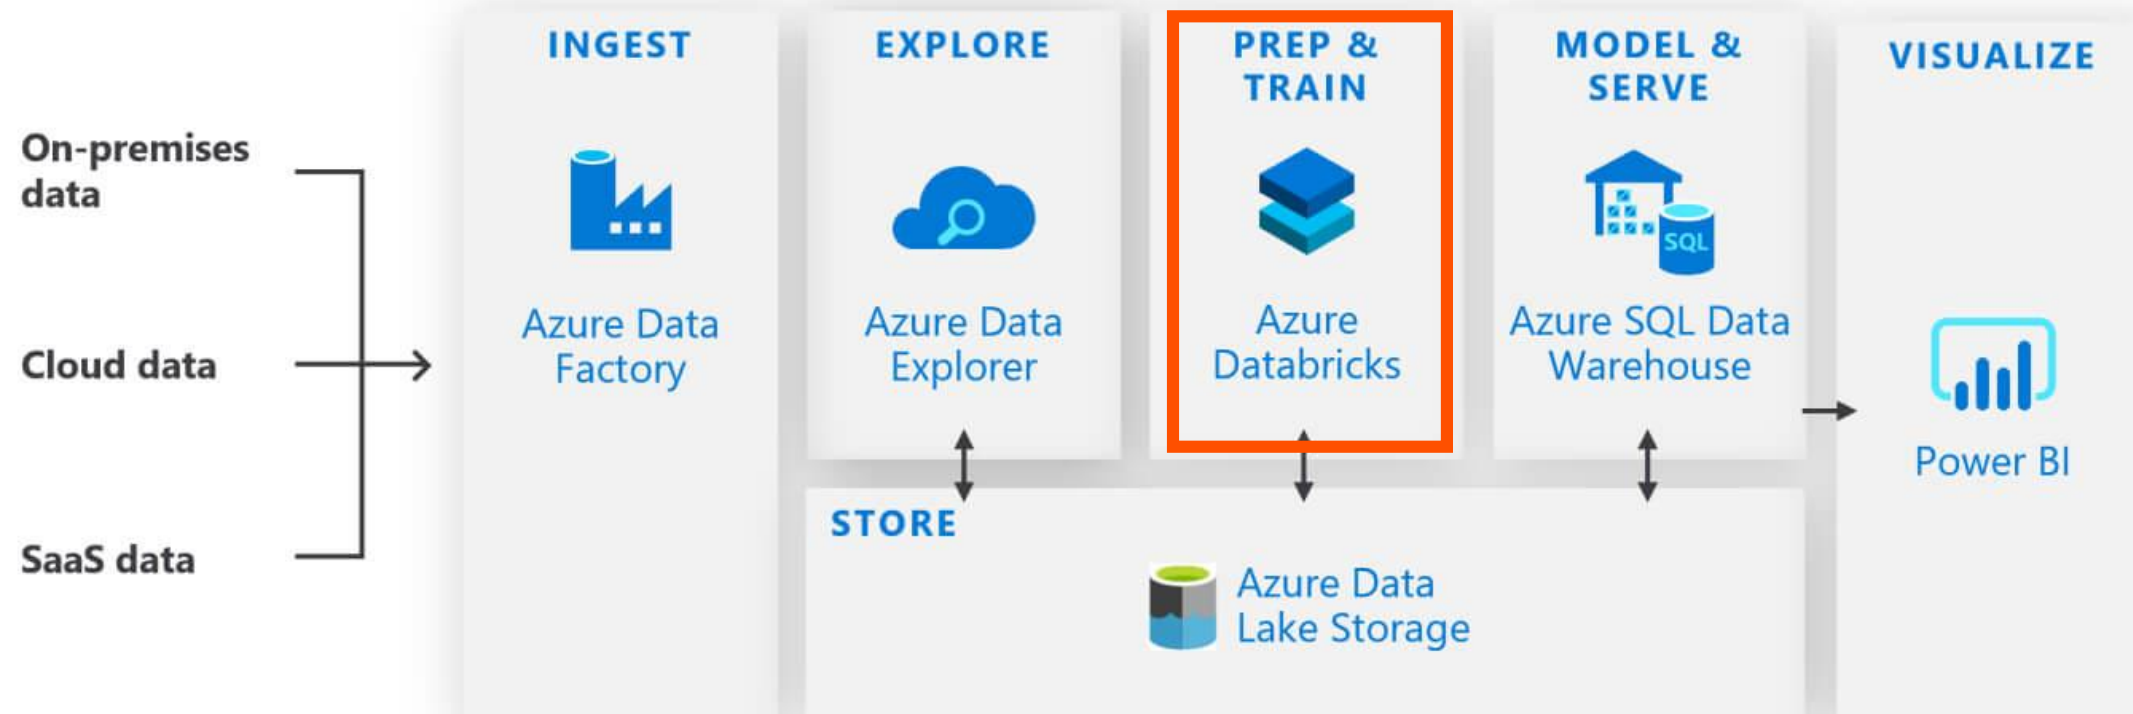 On-premises
data
Cloud data
SaaS data
INGEST
Azure Data
Factory
EXPLORE
Azure Data
Explorer
PREP &
TRAIN
Azure
Databricks
MODEL &
SERVE
SQL
Azure SQL Data
Warehouse
STORE
Azure Data
Lake Storage
VISUALIZE
Power BI